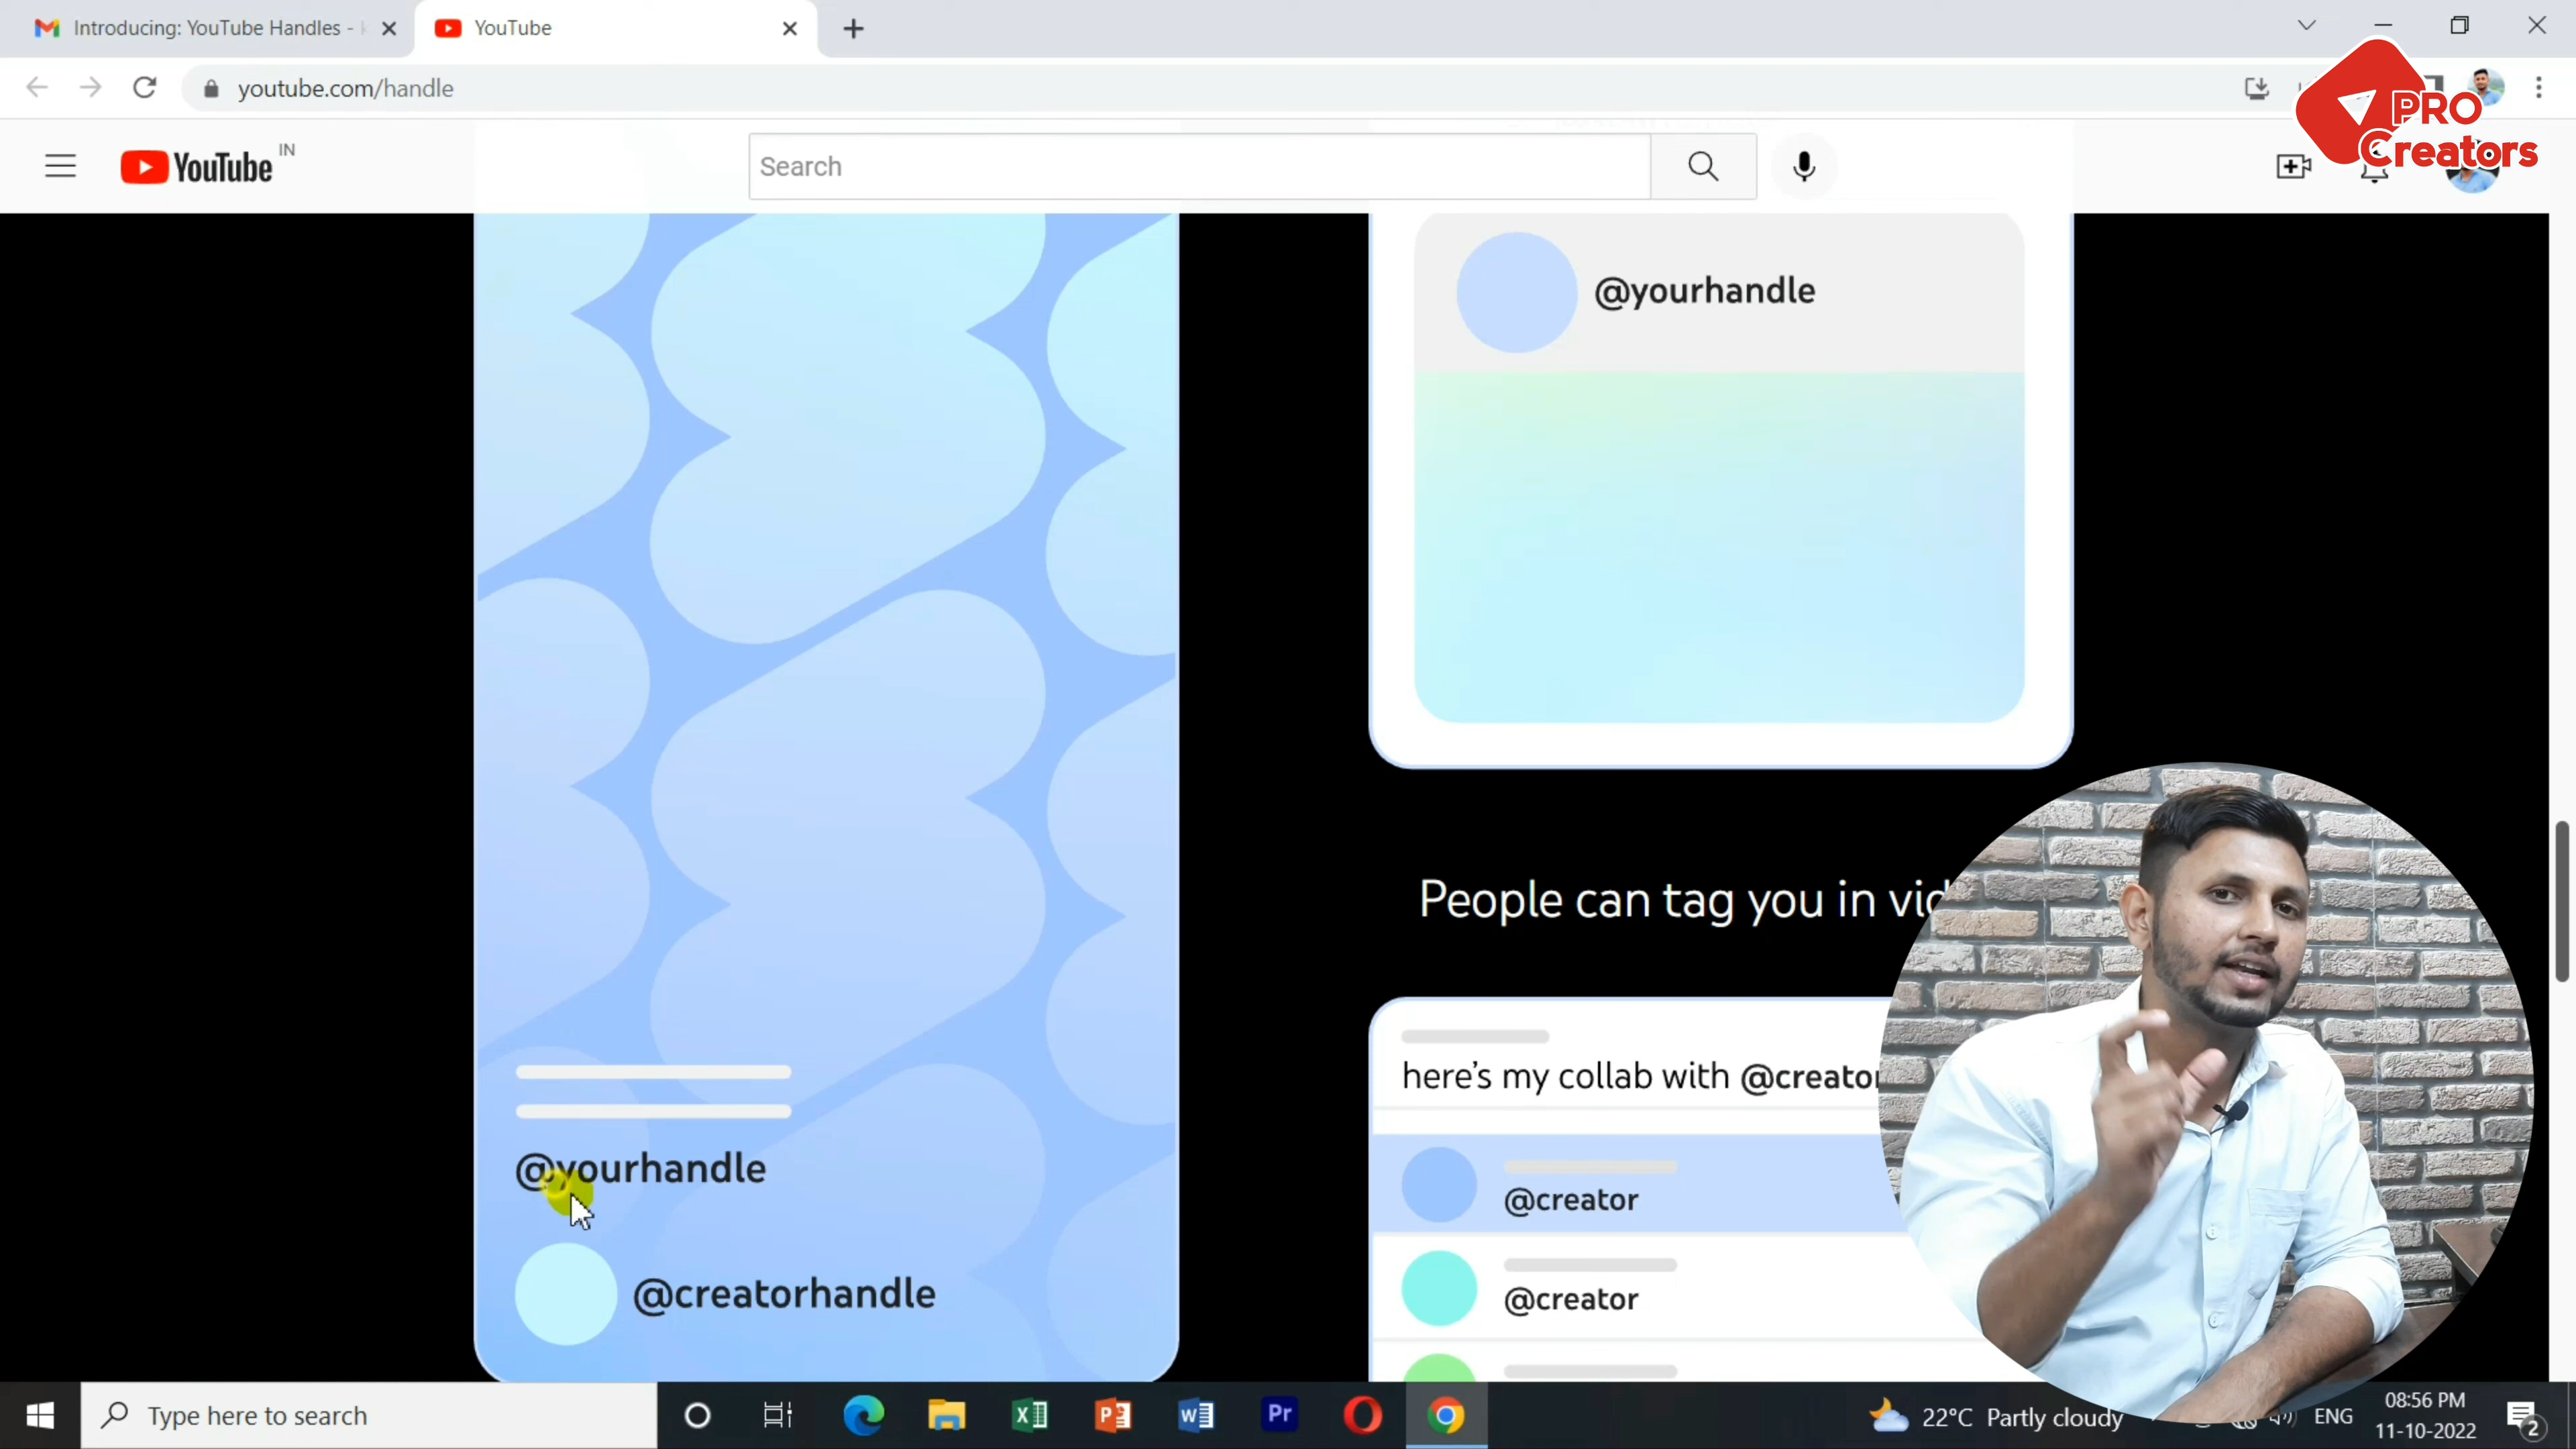 Introducing: YouTube Handles -
YouTube
youtube.com/handle
PRO
Creators
YouTube IN
Search
@yourhandle
People can tag you in
here's my collab with
@yourhandle
@creator
@creatorhandle
@creator
Type here to search
Pr
22°C Partly cloudy
ENG
08:56 PM
11-10-2022
2